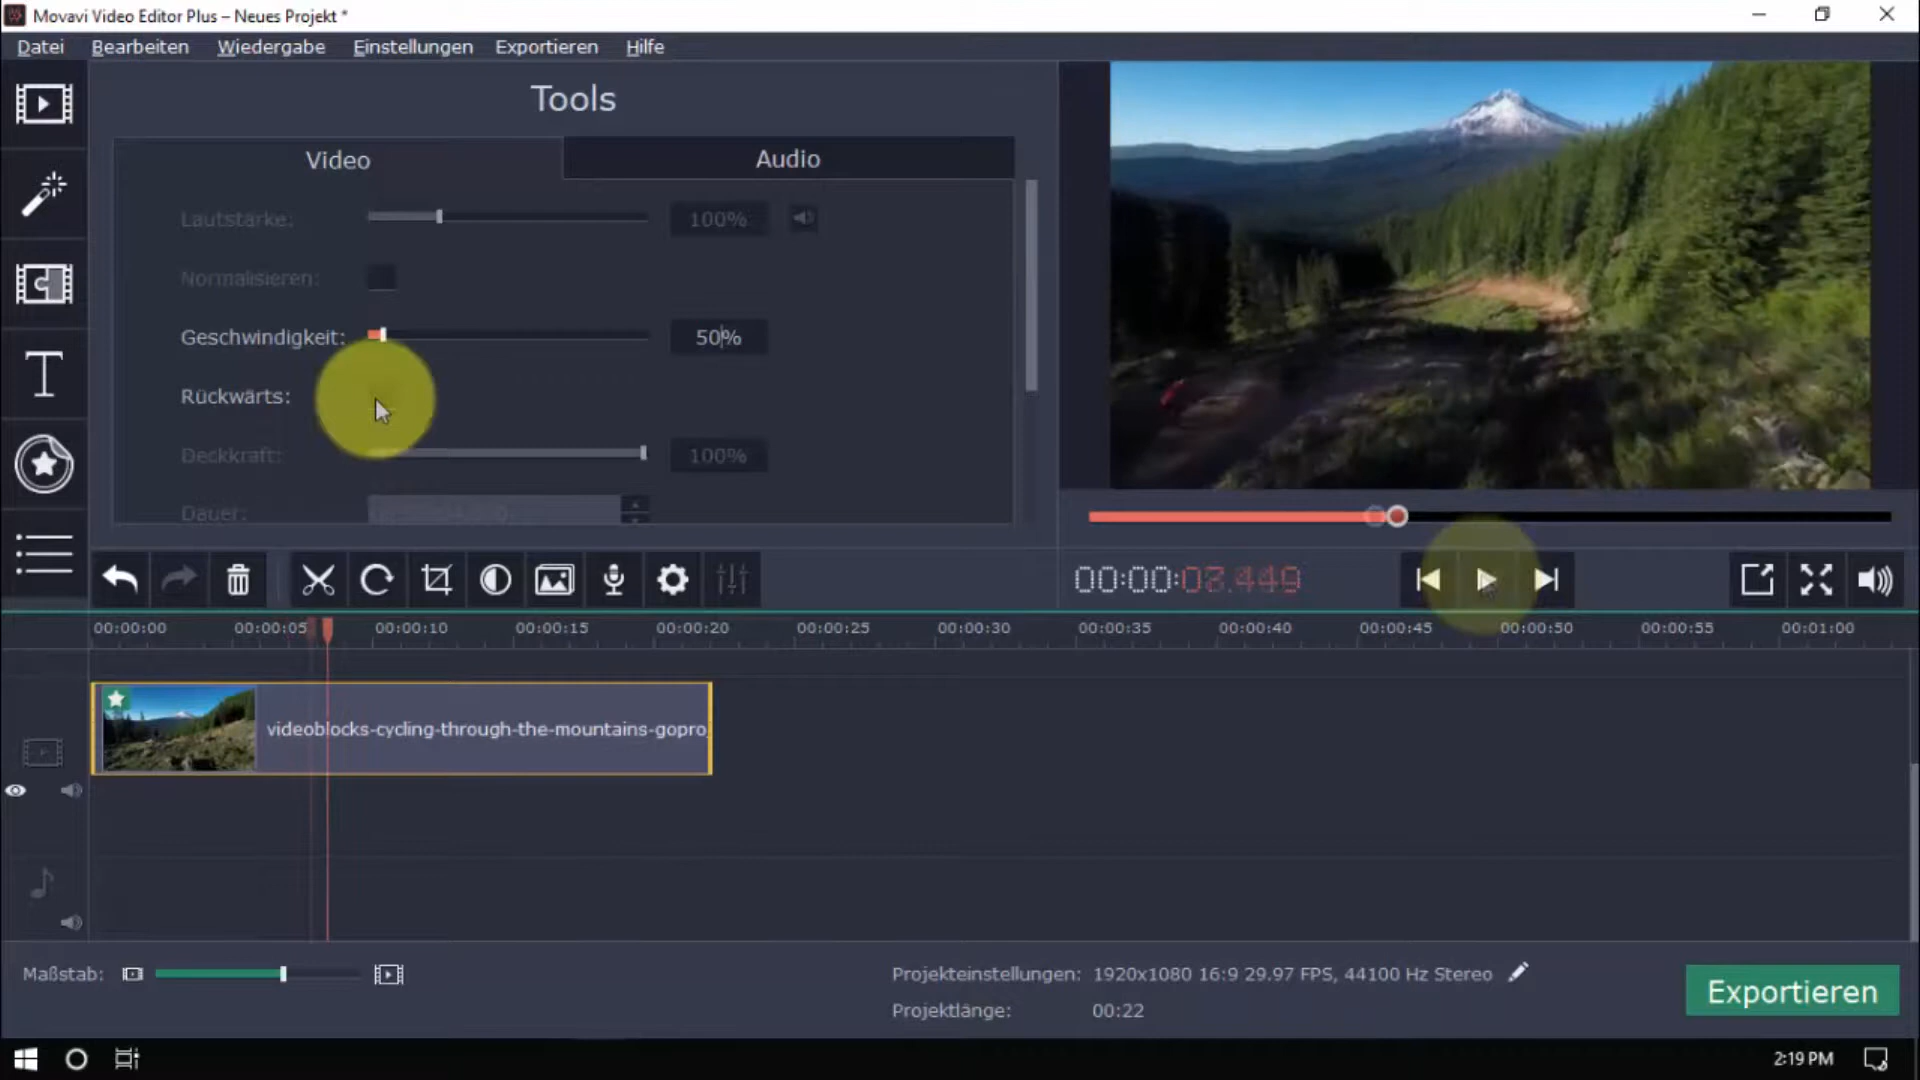 Movavi Video Editor Plus – Neues Projekt *
Datei Bearbeiten Wiedergabe Einstellungen Exportieren Hilfe
Tools
Video Audio
Lautstärke: 100%
Normalisieren:
Geschwindigkeit: 50%
Rückwärts:
Deckkraft: 100%
Dauer:
T
00:00:00 00:00:05 00:00:10 00:00:15 00:00:20 00:00:25 00:00:30 00:00:35 00:00:40 00:00:45 00:00:50 00:00:55 00:01:00
videoblocks-cycling-through-the-mountains-gopro
Maßstab:
Projekteinstellungen: 1920x1080 16:9 29.97 FPS, 44100 Hz Stereo
Projektlänge: 00:22
Exportieren
2:19 PM